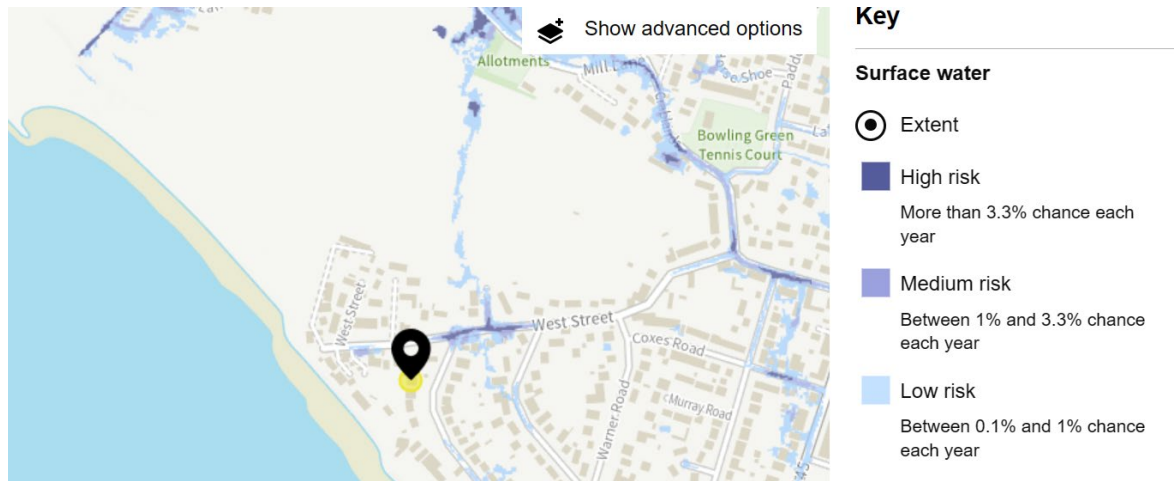 Show advanced options
Allotments
Mill Lane
Bowling Green
Tennis Court
West Street
West Street
Coxes Road
Warner Road
Murray Road
Key
Surface water
Extent
High risk
More than 3.3% chance each
year
Medium risk
Between 1% and 3.3% chance
each year
Low risk
Between 0.1% and 1% chance
each year